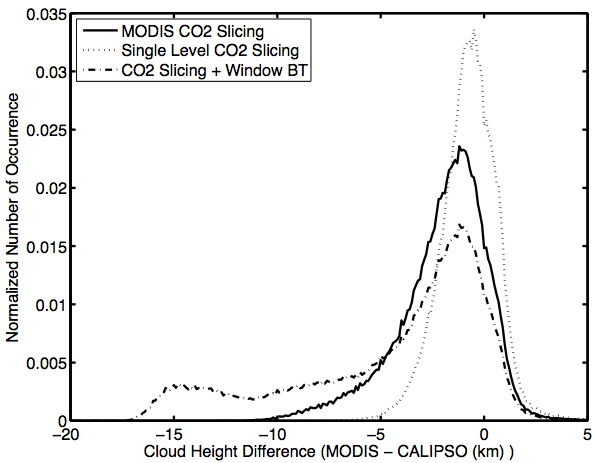 MODIS CO2 Slicing
Single Level CO2 Slicing
CO2 Slicing + Window BT
Normalized Number of Occurrence
0.035
0.03
0.025
0.02
0.015
0.01
0.005
0
−20
−15
−10
−5
0
5
Cloud Height Difference (MODIS − CALIPSO (km) )